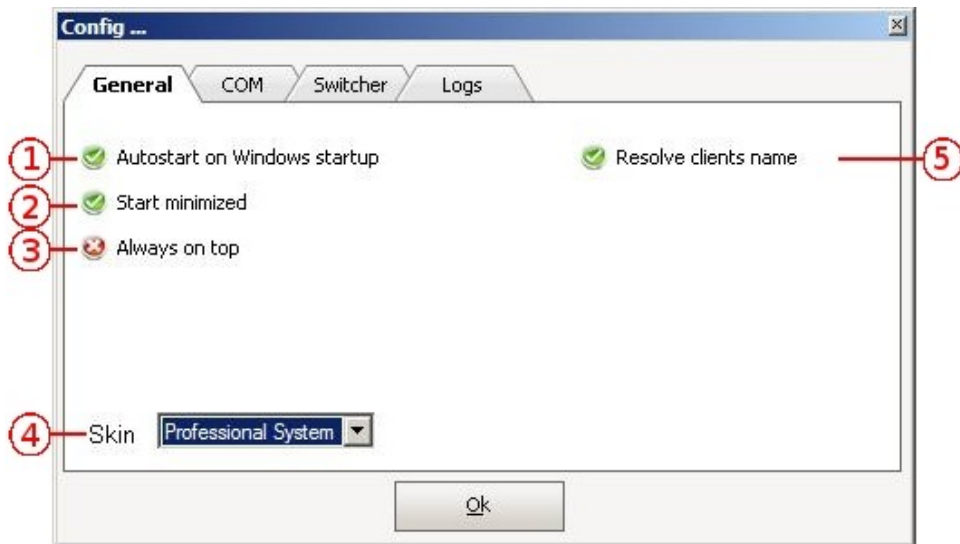 Config ...
General COM Switcher Logs
1 Autostart on Windows startup Resolve clients name 5
2 Start minimized
3 Always on top
4 Skin Professional System
Ok